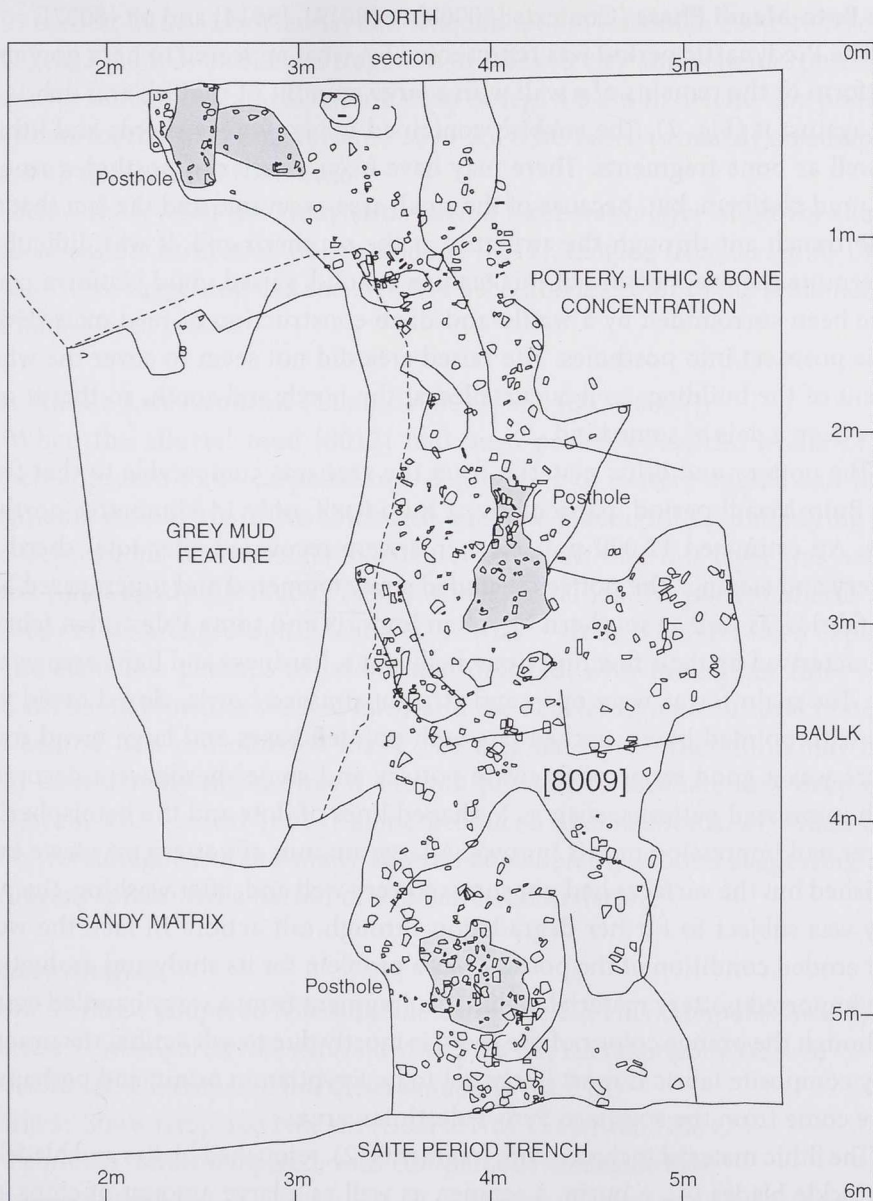 NORTH
section
2m
3m
4m
5m
0m
Posthole
1m
POTTERY, LITHIC & BONE
CONCENTRATION
2m
Posthole
GREY MUD
FEATURE
3m
BAULK
[8009]
4m
SANDY MATRIX
Posthole
5m
SAITE PERIOD TRENCH
2m
3m
4m
5m
6m